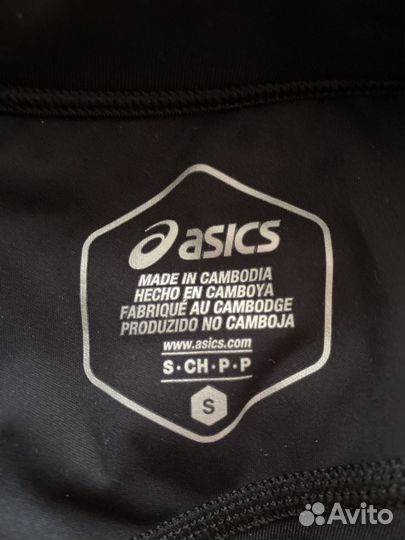 asics
MADE IN CAMBODIA
HECHO EN CAMBOYA
FABRIQUÉ AU CAMBODGE
PRODUZIDO NO CAMBOJA
www.asics.com
S·CH·P·P
S
Avito